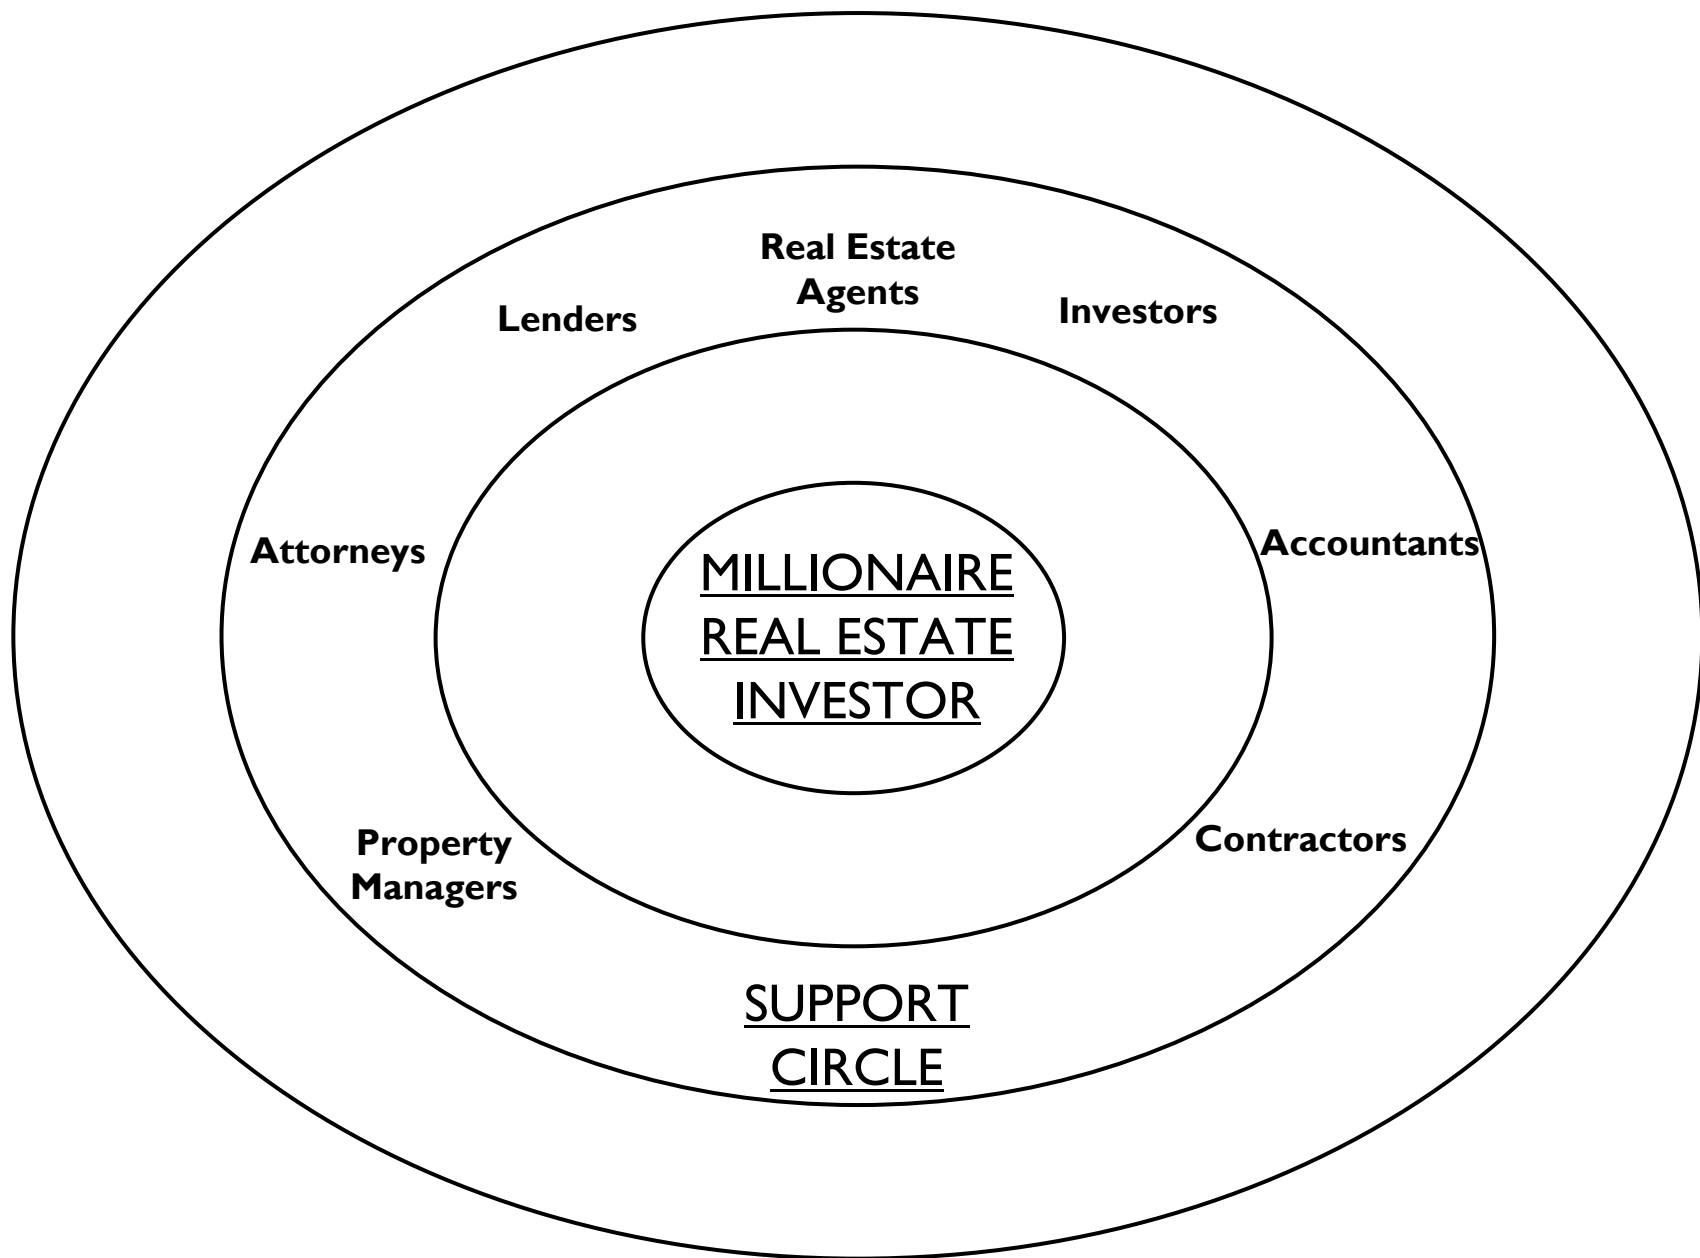 Real Estate
Agents
Lenders
Investors
Attorneys
Accountants
MILLIONAIRE
REAL ESTATE
INVESTOR
Property
Managers
Contractors
SUPPORT
CIRCLE